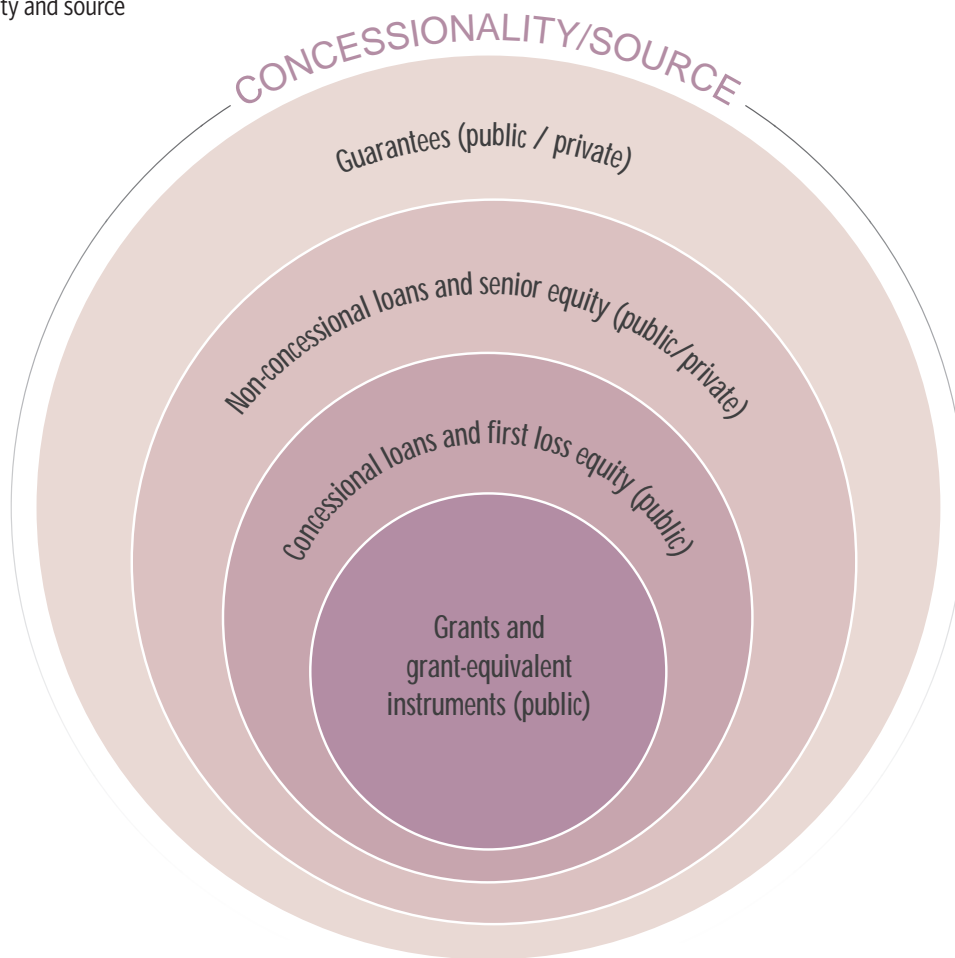 ty and source
CONCESSIONALITY/SOURCE
Guarantees (public / private)
Non-concessional loans and senior equity (public/private)
Concessional loans and first loss equity (public)
Grants and
grant-equivalent
instruments (public)